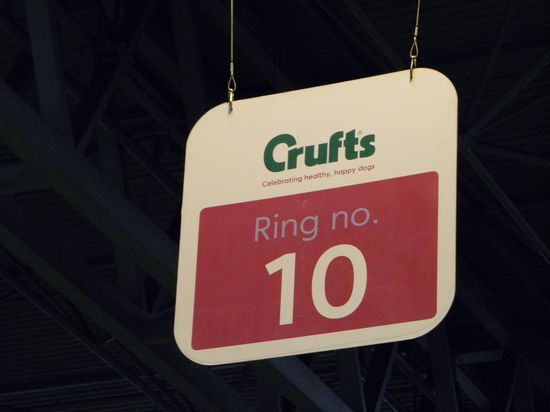 Crufts
Celebrating healthy, happy dogs
Ring no.
10